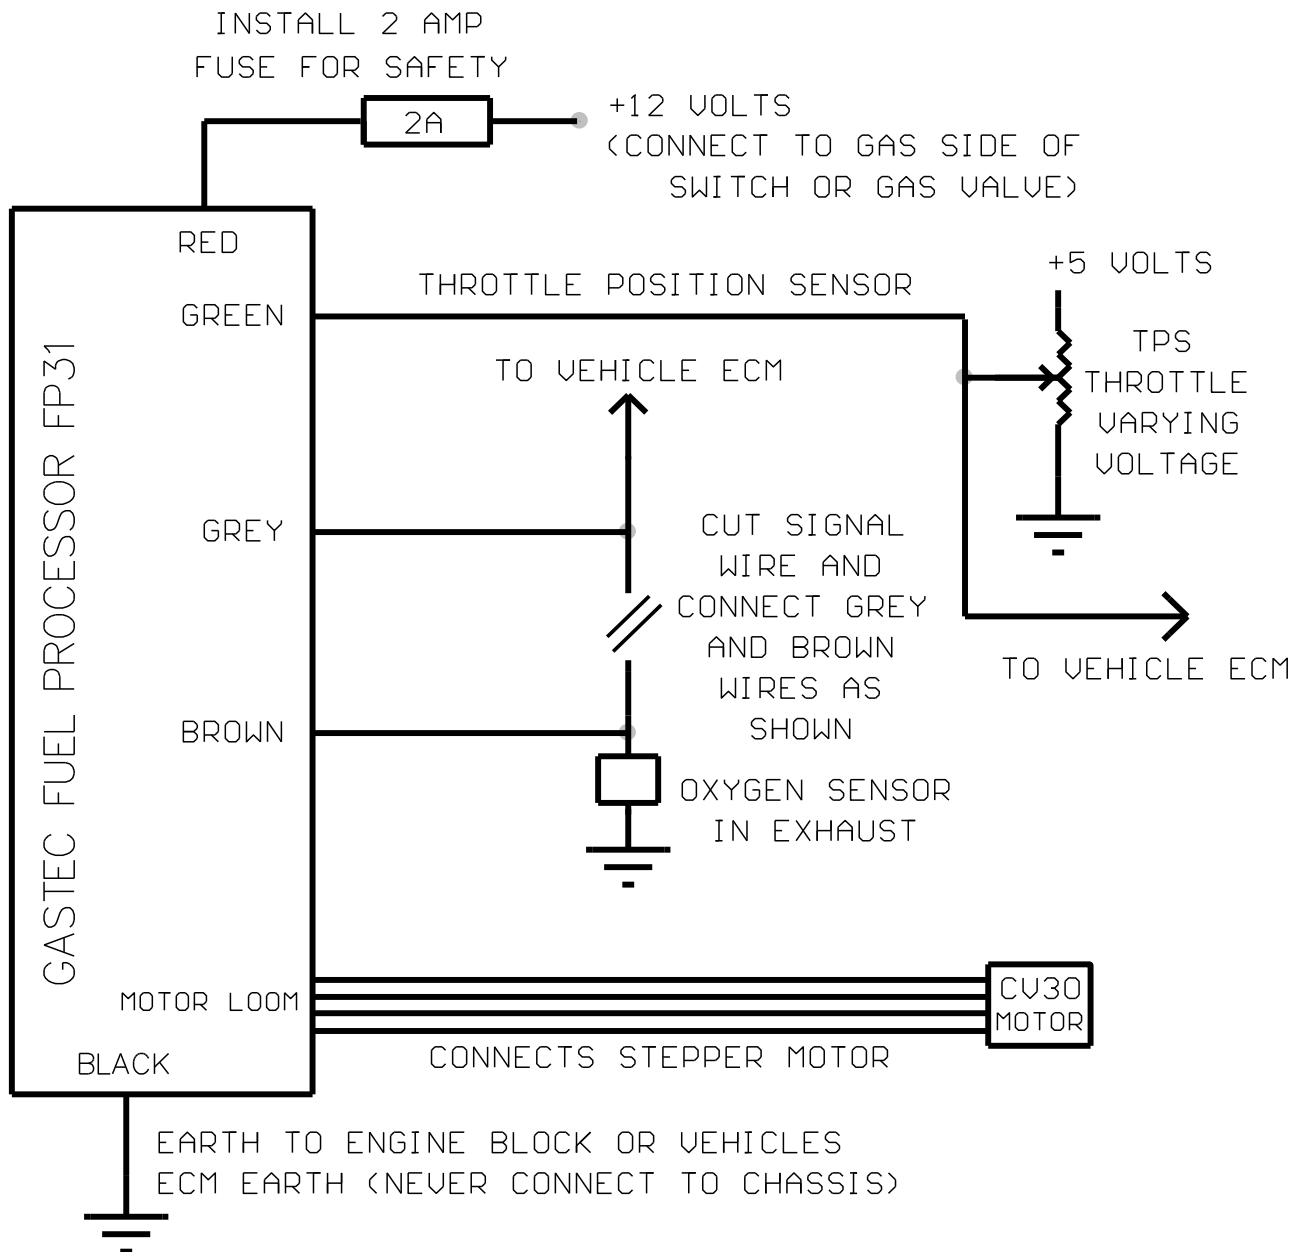 INSTALL 2 AMP
FUSE FOR SAFETY
2A
+12 VOLTS
(CONNECT TO GAS SIDE OF
SWITCH OR GAS VALVE)
RED
GREEN
THROTTLE POSITION SENSOR
+5 VOLTS
TPS
THROTTLE
VARYING
VOLTAGE
TO VEHICLE ECM
GASTEC FUEL PROCESSOR FP31
GREY
CUT SIGNAL
WIRE AND
CONNECT GREY
AND BROWN
WIRES AS
SHOWN
TO VEHICLE ECM
BROWN
OXYGEN SENSOR
IN EXHAUST
MOTOR LOOM
CV30
MOTOR
CONNECTS STEPPER MOTOR
BLACK
EARTH TO ENGINE BLOCK OR VEHICLES
ECM EARTH (NEVER CONNECT TO CHASSIS)